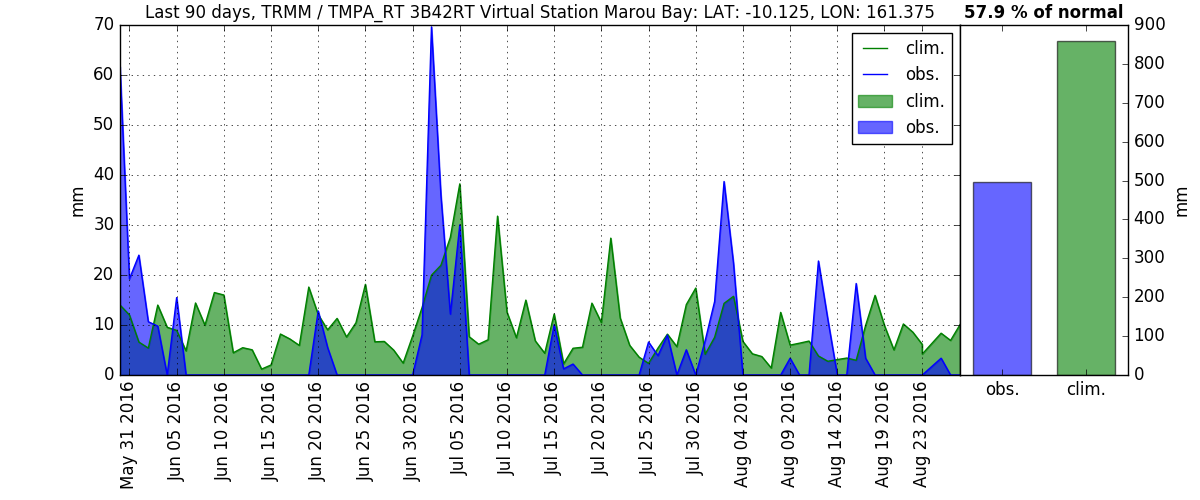 Last 90 days, TRMM / TMPA_RT 3B42RT Virtual Station Marou Bay: LAT: -10.125, LON: 161.375
57.9 % of normal
70
60
50
40
30
20
10
0
mm
clim.
obs.
clim.
obs.
May 31 2016
Jun 05 2016
Jun 10 2016
Jun 15 2016
Jun 20 2016
Jun 25 2016
Jun 30 2016
Jul 05 2016
Jul 10 2016
Jul 15 2016
Jul 20 2016
Jul 25 2016
Jul 30 2016
Aug 04 2016
Aug 09 2016
Aug 14 2016
Aug 19 2016
Aug 23 2016
900
800
700
600
500
400
300
200
100
0
mm
obs.
clim.